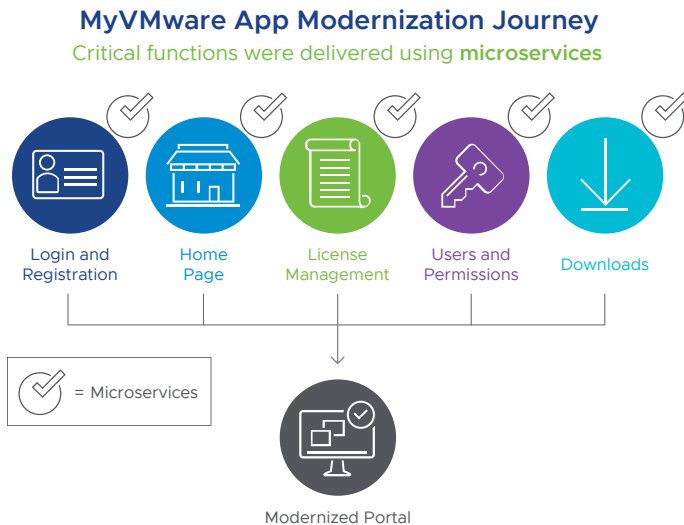 MyVMware App Modernization Journey
Critical functions were delivered using microservices
Login and
Registration
Home
Page
License
Management
Users and
Permissions
Downloads
= Microservices
Modernized Portal